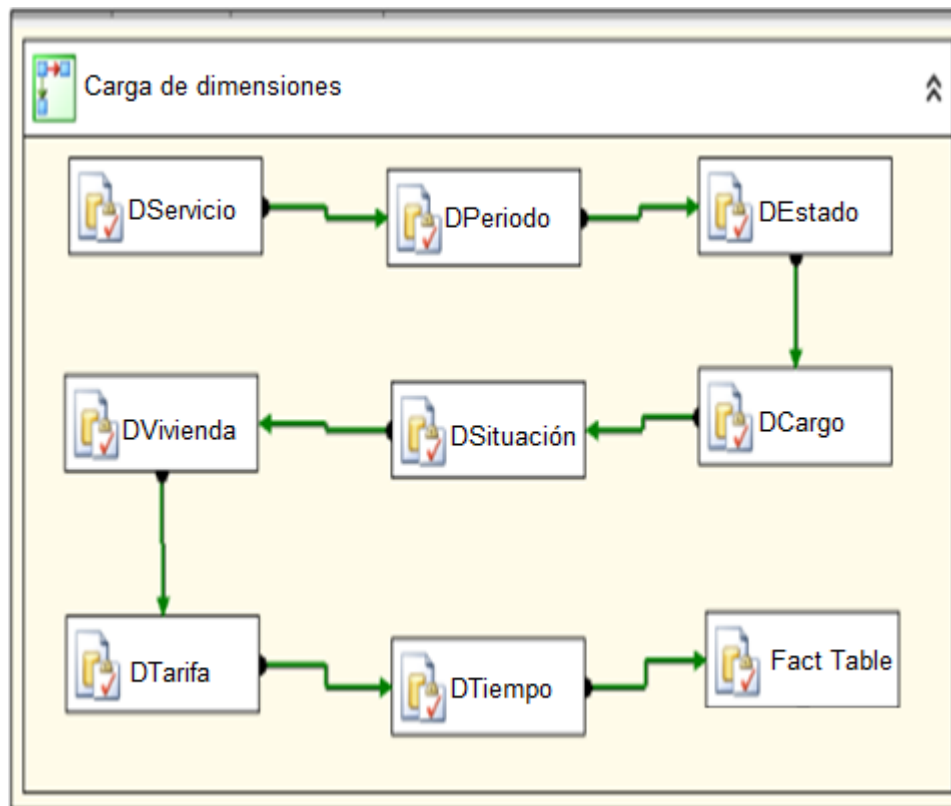 Carga de dimensiones
DServicio
DPeriodo
DEstado
DVivienda
DSituación
DCargo
DTarifa
DTiempo
Fact Table